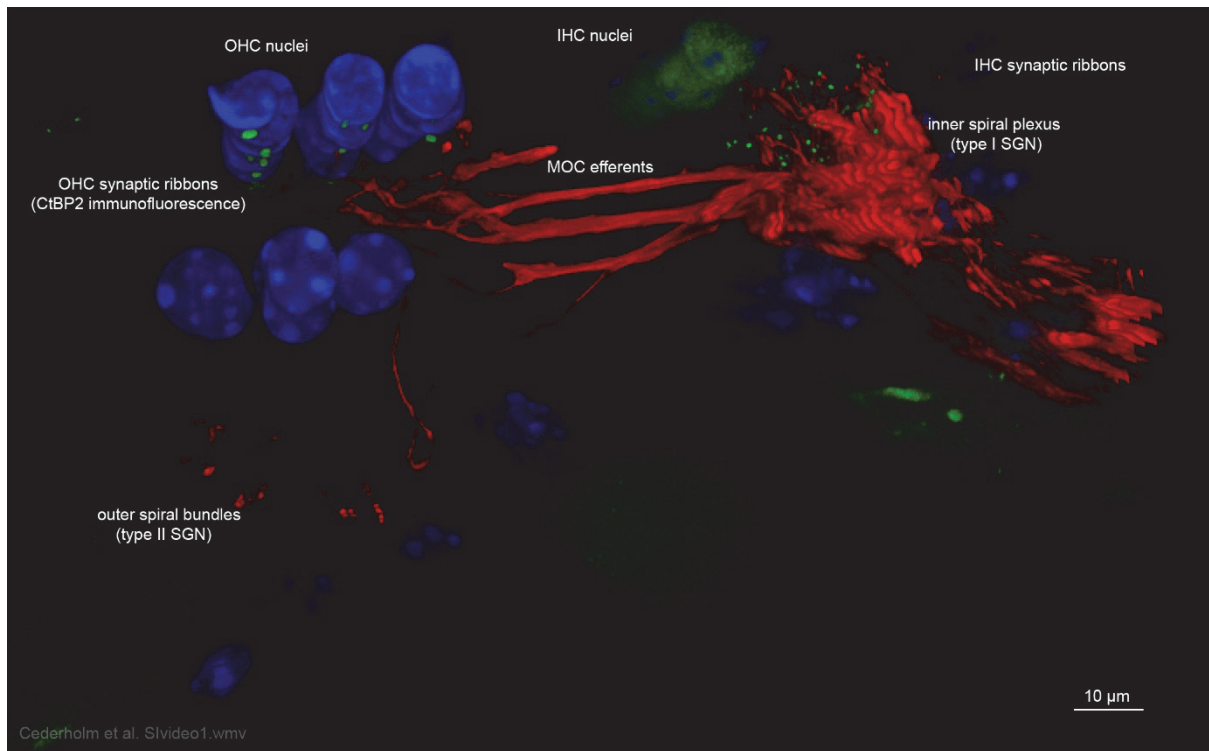 OHC nuclei
IHC nuclei
IHC synaptic ribbons
inner spiral plexus
(type I SGN)
MOC efferents
OHC synaptic ribbons
(CtBP2 immunofluorescence)
outer spiral bundles
(type II SGN)
10 µm
Cederholm et al. SIvideo1.wmv